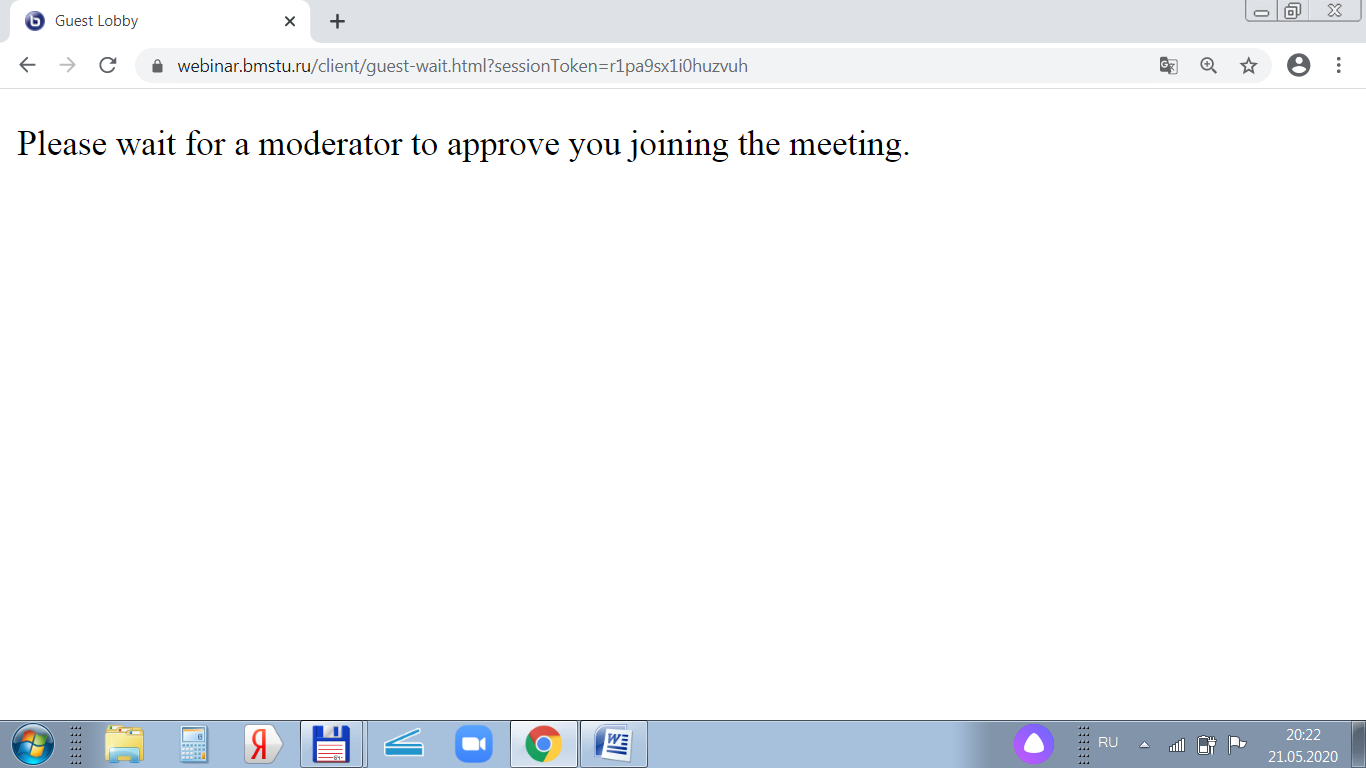 Guest Lobby
webinar.bmstu.ru/client/guest-wait.html?sessionToken=r1pa9sx1i0huzvuh
Please wait for a moderator to approve you joining the meeting.
RU
20:22
21.05.2020